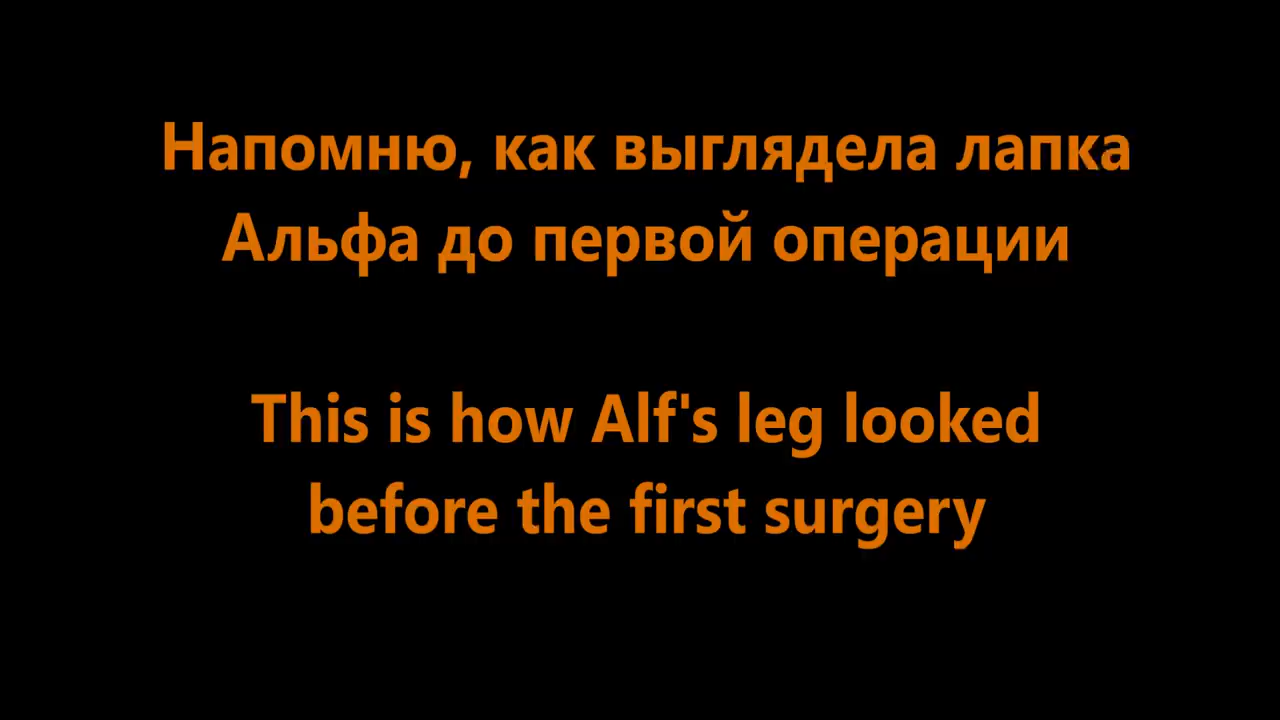 Напомню, как выглядела лапка
Альфа до первой операции
This is how Alf's leg looked
before the first surgery